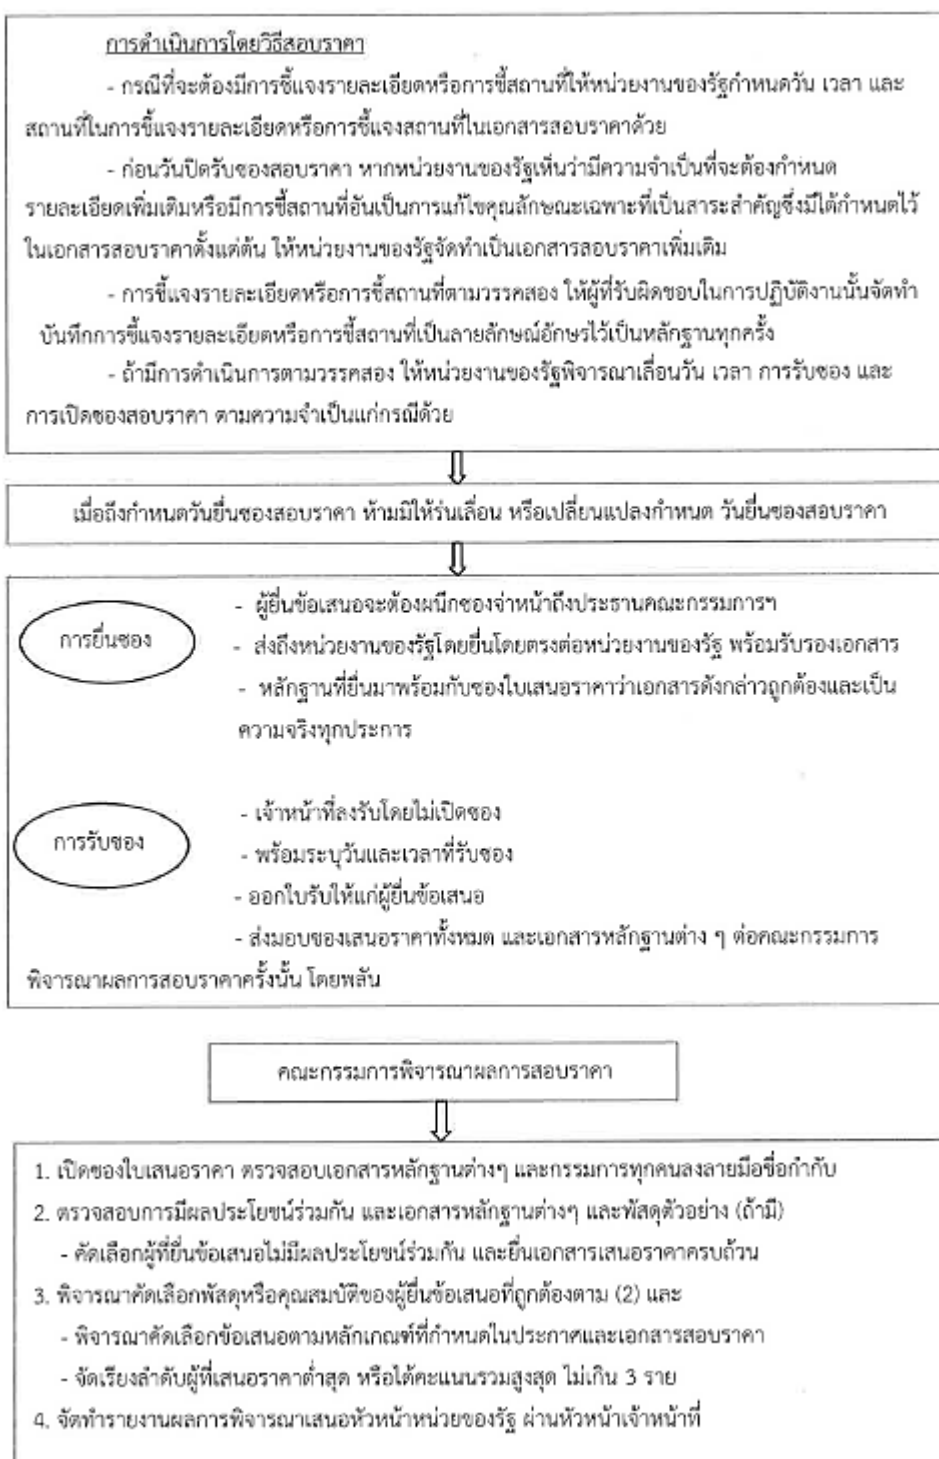 การดำเนินการโดยวิธีสอบราคา
- กรณีที่จะต้องมีการชี้แจงรายละเอียดหรือการชี้สถานที่ให้หน่วยงานของรัฐกำหนดวัน เวลา และ
สถานที่ในการชี้แจงรายละเอียดหรือการชี้แจงสถานที่ในเอกสารสอบราคาด้วย
- ก่อนวันปิดรับซองสอบราคา หากหน่วยงานของรัฐเห็นว่ามีความจำเป็นที่จะต้องกำหนด
รายละเอียดเพิ่มเติมหรือมีการชี้สถานที่อันเป็นการแก้ไขคุณลักษณะเฉพาะที่เป็นสาระสำคัญซึ่งมิได้กำหนดไว้
ในเอกสารสอบราคาตั้งแต่ต้น ให้หน่วยงานของรัฐจัดทำเป็นเอกสารสอบราคาเพิ่มเติม
- การชี้แจงรายละเอียดหรือการชี้สถานที่ตามวรรคสอง ให้ผู้ที่รับผิดชอบในการปฏิบัติงานนั้นจัดทำ
บันทึกการชี้แจงรายละเอียดหรือการชี้สถานที่เป็นลายลักษณ์อักษรไว้เป็นหลักฐานทุกครั้ง
- ถ้ามีการดำเนินการตามวรรคสอง ให้หน่วยงานของรัฐพิจารณาเลื่อนวัน เวลา การรับซอง และ
การเปิดซองสอบราคา ตามความจำเป็นแก่กรณีด้วย
เมื่อถึงกำหนดวันยื่นซองสอบราคา ห้ามมิให้ร่นเลื่อน หรือเปลี่ยนแปลงกำหนด วันยื่นซองสอบราคา
การยื่นซอง
- ผู้ยื่นข้อเสนอจะต้องผนึกซองจ่าหน้าถึงประธานคณะกรรมการฯ
- ส่งถึงหน่วยงานของรัฐโดยยื่นโดยตรงต่อหน่วยงานของรัฐ พร้อมรับรองเอกสาร
- หลักฐานที่ยื่นมาพร้อมกับซองใบเสนอราคาว่าเอกสารดังกล่าวถูกต้องและเป็น
ความจริงทุกประการ
การรับซอง
- เจ้าหน้าที่ลงรับโดยไม่เปิดซอง
- พร้อมระบุวันและเวลาที่รับซอง
- ออกใบรับให้แก่ผู้ยื่นข้อเสนอ
- ส่งมอบของเสนอราคาทั้งหมด และเอกสารหลักฐานต่าง ๆ ต่อคณะกรรมการ
พิจารณาผลการสอบราคาครั้งนั้น โดยพลัน
คณะกรรมการพิจารณาผลการสอบราคา
1. เปิดซองใบเสนอราคา ตรวจสอบเอกสารหลักฐานต่างๆ และกรรมการทุกคนลงลายมือชื่อกำกับ
2. ตรวจสอบการมีผลประโยชน์ร่วมกัน และเอกสารหลักฐานต่างๆ และพัสดุตัวอย่าง (ถ้ามี)
- คัดเลือกผู้ที่ยื่นข้อเสนอไม่มีผลประโยชน์ร่วมกัน และยื่นเอกสารเสนอราคาครบถ้วน
3. พิจารณาคัดเลือกพัสดุหรือคุณสมบัติของผู้ยื่นข้อเสนอที่ถูกต้องตาม (2) และ
- พิจารณาคัดเลือกข้อเสนอตามหลักเกณฑ์ที่กำหนดในประกาศและเอกสารสอบราคา
- จัดเรียงลำดับผู้ที่เสนอราคาต่ำสุด หรือได้คะแนนรวมสูงสุด ไม่เกิน 3 ราย
4. จัดทำรายงานผลการพิจารณาเสนอหัวหน้าหน่วยของรัฐ ผ่านหัวหน้าเจ้าหน้าที่